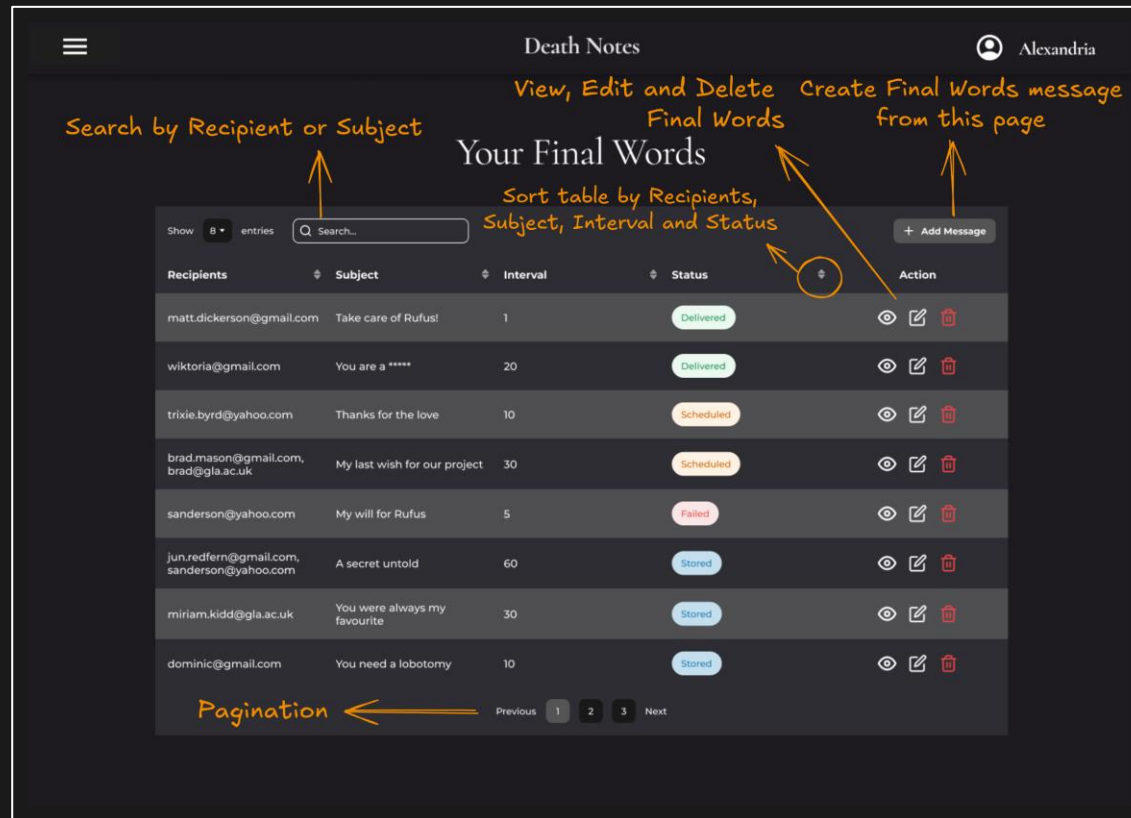 Death Notes
Alexandria
View, Edit and Delete
Final Words
Create Final Words message
from this page
Search by Recipient or Subject
Your Final Words
Sort table by Recipients,
Subject, Interval and Status
Show 8 entries Search... + Add Message
Recipients Subject Interval Status Action
matt.dickerson@gmail.com Take care of Rufus! 1 Delivered
wiktoria@gmail.com You are a ***** 20 Delivered
trixie.byrd@yahoo.com Thanks for the love 10 Scheduled
brad.mason@gmail.com,
brad@gla.ac.uk My last wish for our project 30 Scheduled
sanderson@yahoo.com My will for Rufus 5 Failed
jun.redfern@gmail.com,
sanderson@yahoo.com A secret untold 60 Stored
miriam.kidd@gla.ac.uk You were always my
favourite 30 Stored
dominic@gmail.com You need a lobotomy 10 Stored
Pagination
Previous 1 2 3 Next